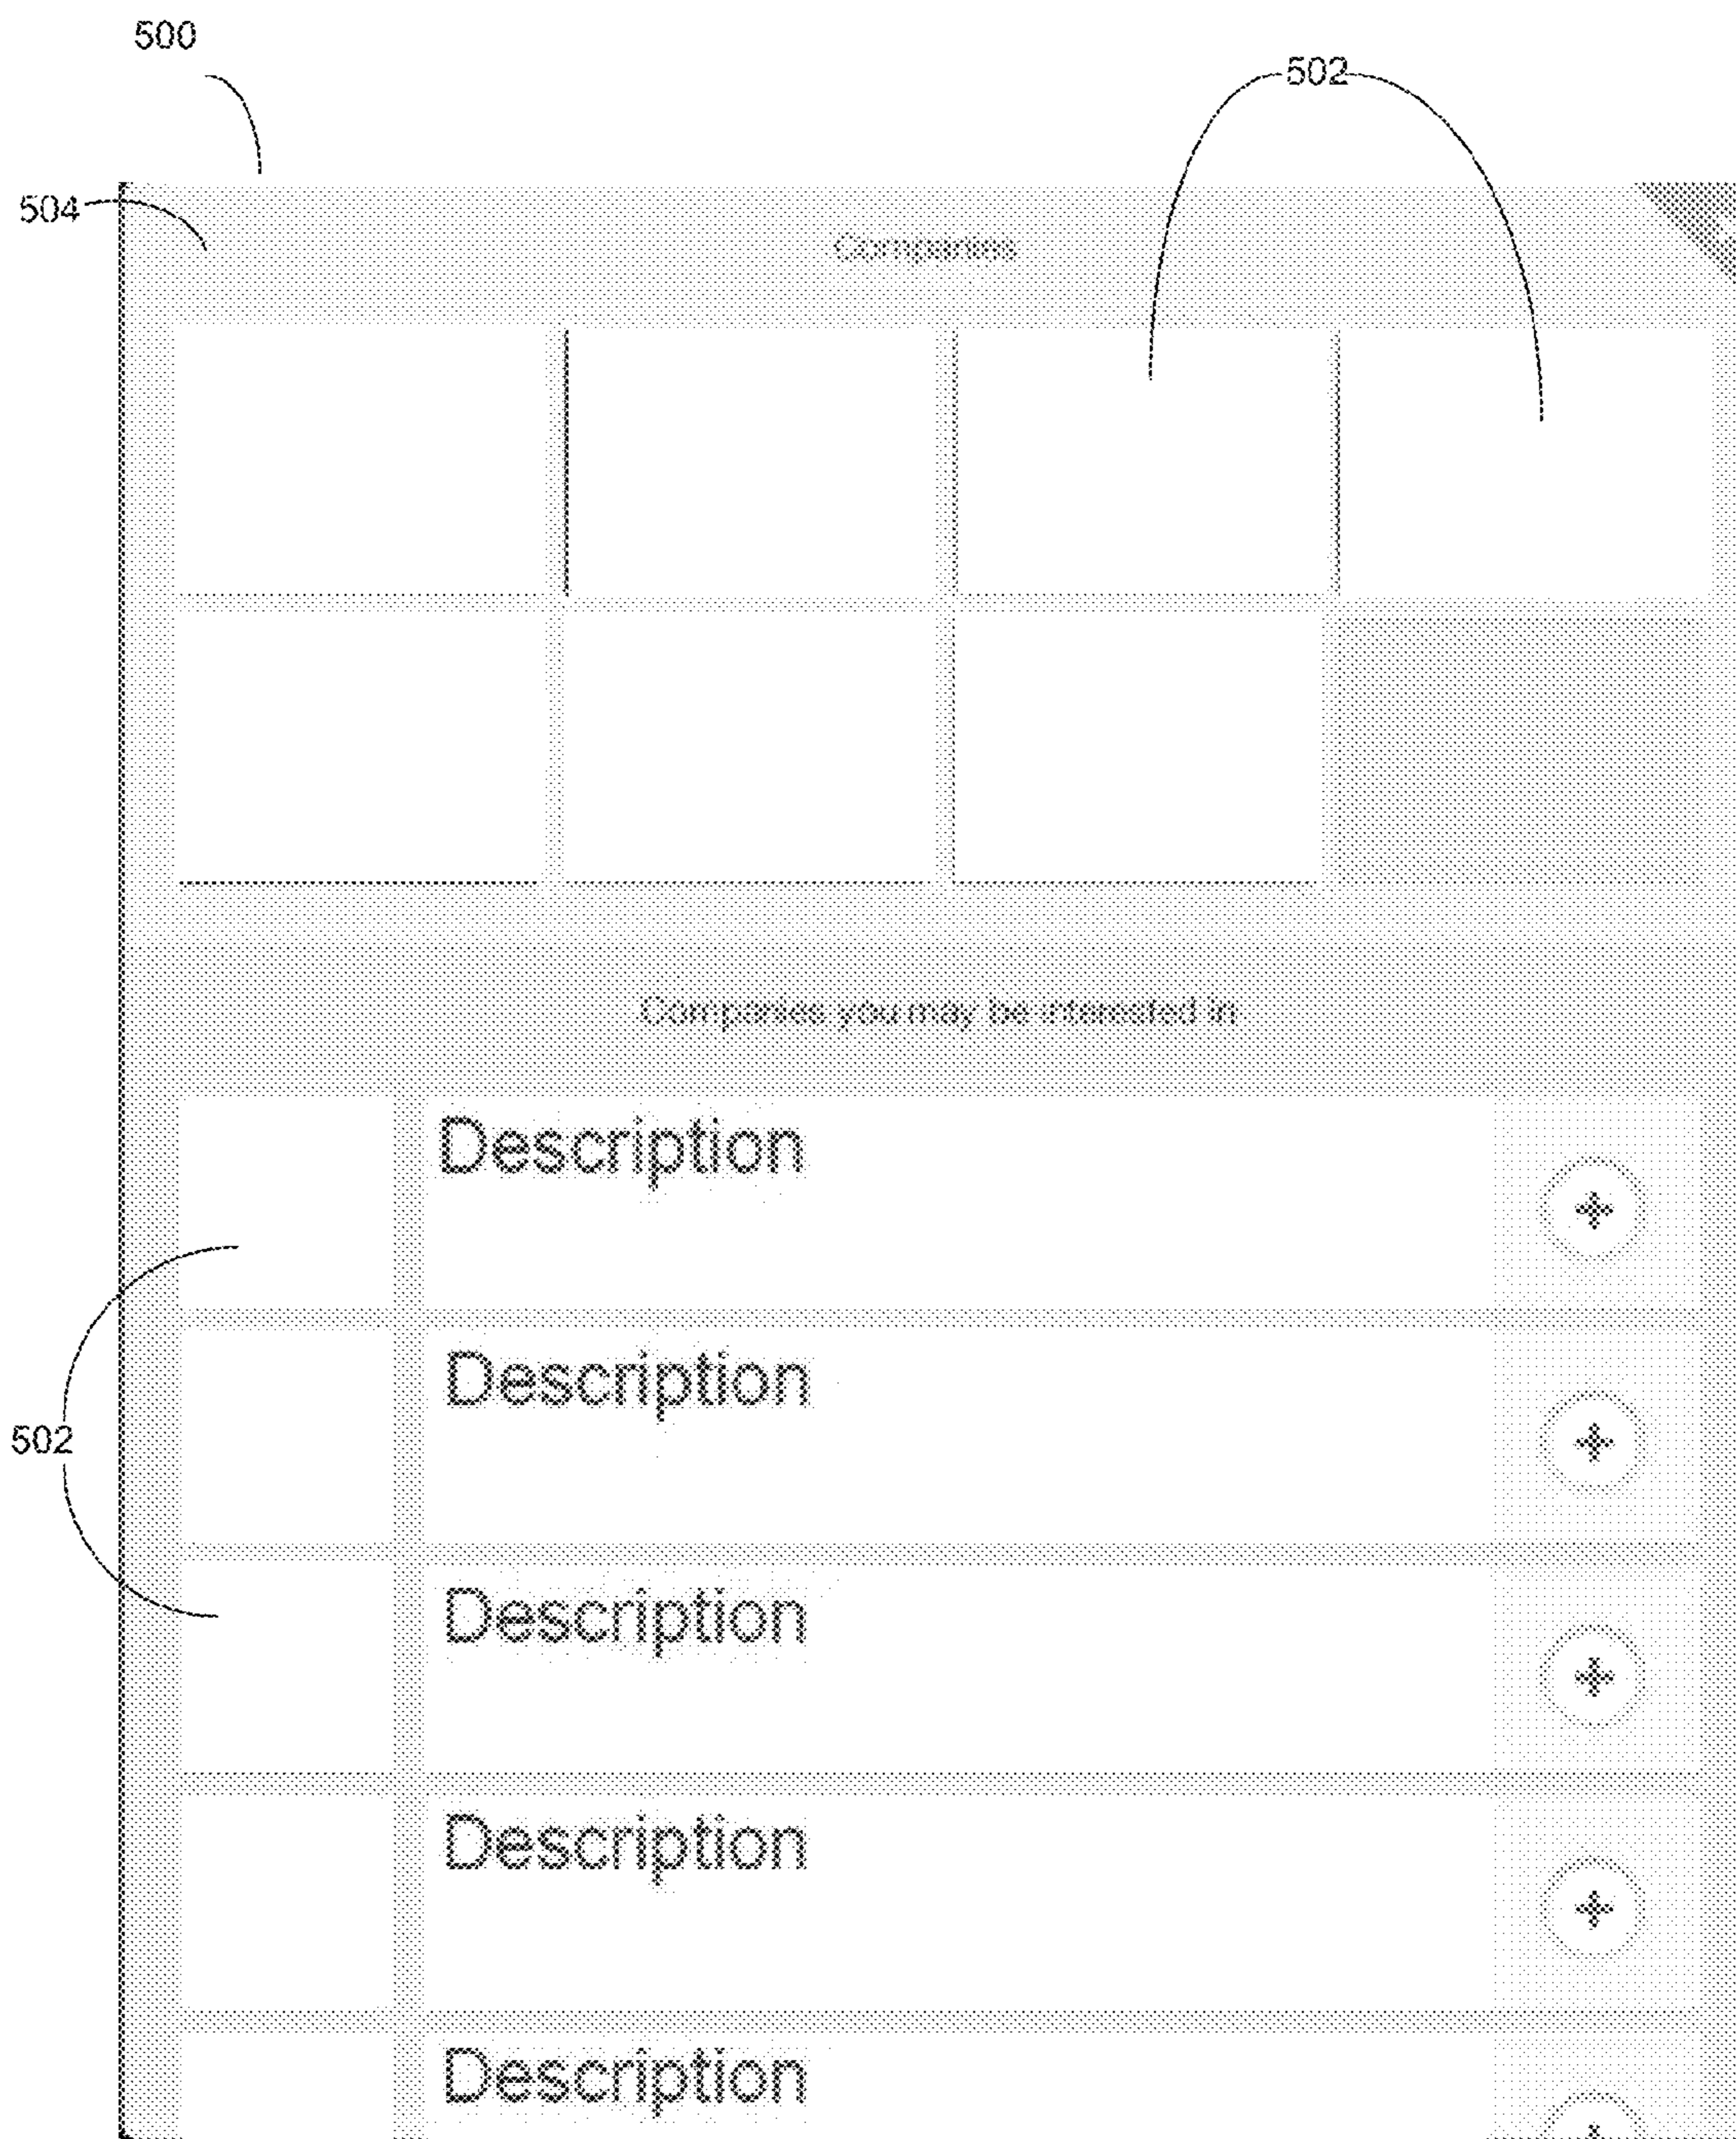 500
502
504
Companies
Companies you may be interested in
Description
+
Description
+
502
Description
+
Description
+
Description
+